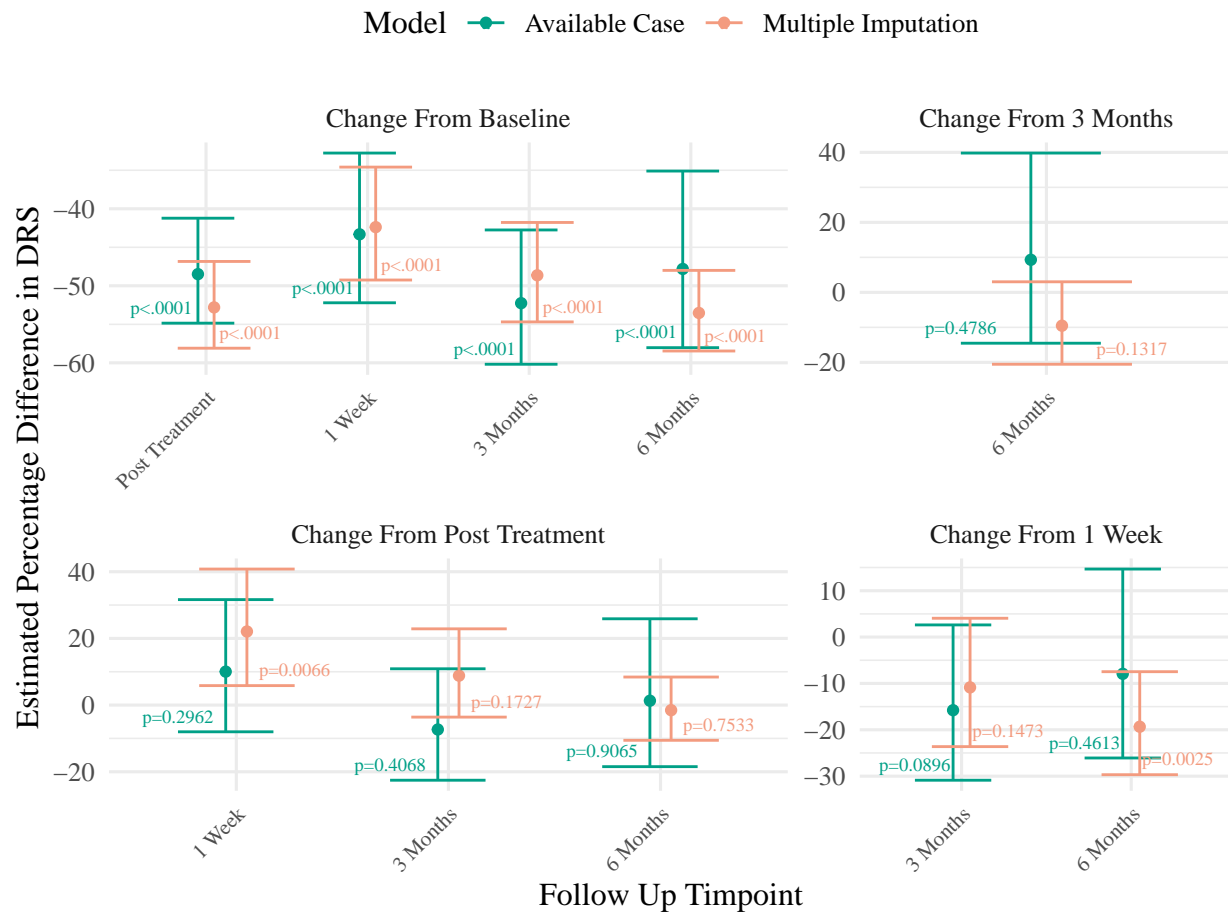 Model Available Case Multiple Imputation
Change From Baseline
Change From 3 Months
Estimated Percentage Difference in DRS
−40
−50
−60
p<.0001
p<.0001
p<.0001
p<.0001
p<.0001
p<.0001
p<.0001
p<.0001
Post Treatment
1 Week
3 Months
6 Months
40
20
0
−20
p=0.4786
p=0.1317
6 Months
Change From Post Treatment
Change From 1 Week
40
20
0
−20
p=0.2962
p=0.0066
p=0.4068
p=0.1727
p=0.9065
p=0.7533
1 Week
3 Months
6 Months
10
0
−10
−20
−30
p=0.0896
p=0.1473
p=0.4613
p=0.0025
3 Months
6 Months
Follow Up Timpoint